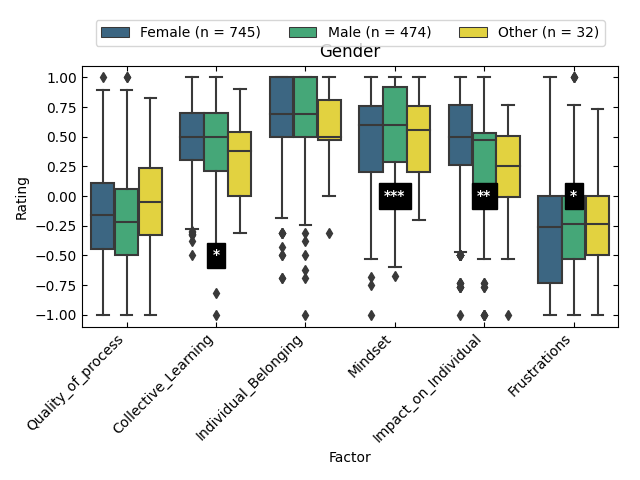 Female (n = 745) Male (n = 474) Other (n = 32)
Gender
1.00
0.75
0.50
0.25
0.00
−0.25
−0.50
−0.75
−1.00
Rating
*
***
**
*
Quality_of_process
Collective_Learning
Individual_Belonging
Mindset
Impact_on_Individual
Frustrations
Factor